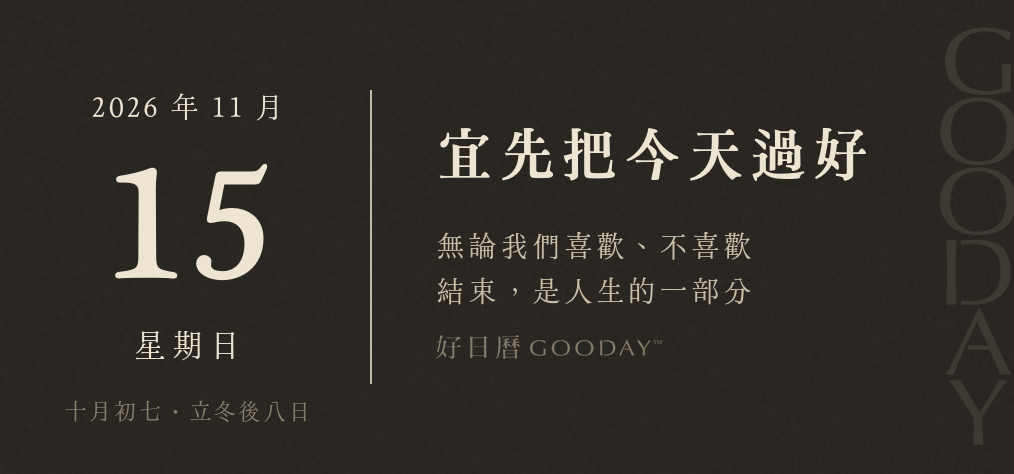 2026 年 11 月
15
星期日
十月初七・立冬後八日
宜先把今天過好
無論我們喜歡、不喜歡
結束，是人生的一部分
好日曆 GOODAY™
GOODAY